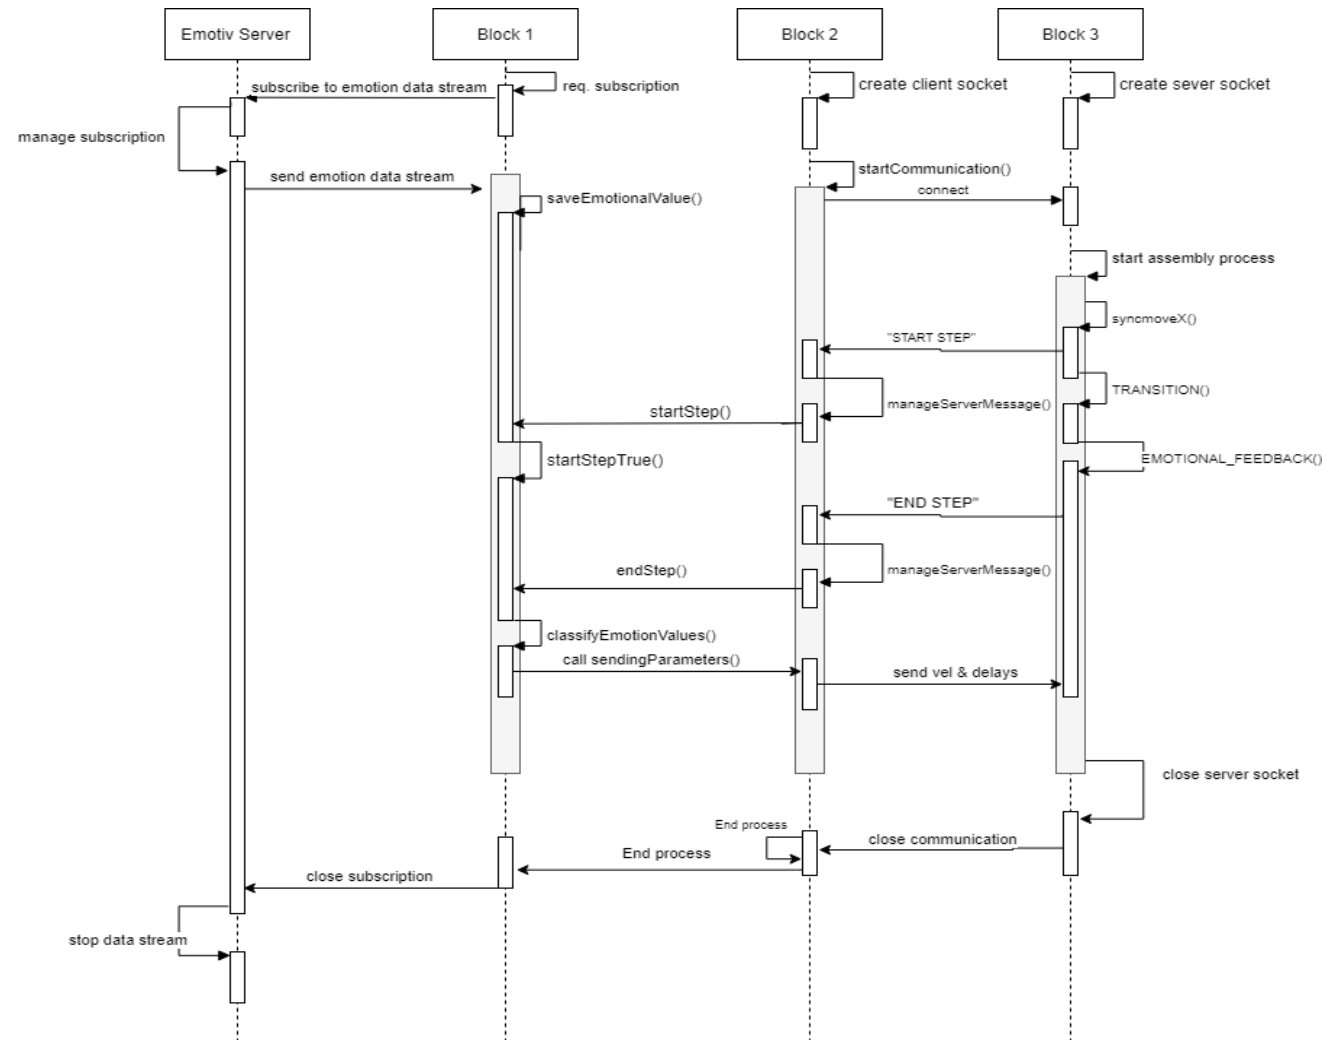 Emotiv Server
Block 1
Block 2
Block 3
subscribe to emotion data stream
req. subscription
create client socket
create sever socket
manage subscription
send emotion data stream
saveEmotionalValue()
startCommunication()
connect
start assembly process
syncmoveX()
"START STEP"
TRANSITION()
manageServerMessage()
startStep()
startStepTrue()
EMOTIONAL_FEEDBACK()
"END STEP"
endStep()
manageServerMessage()
classifyEmotionValues()
call sendingParameters()
send vel & delays
close server socket
End process
close communication
End process
close subscription
stop data stream